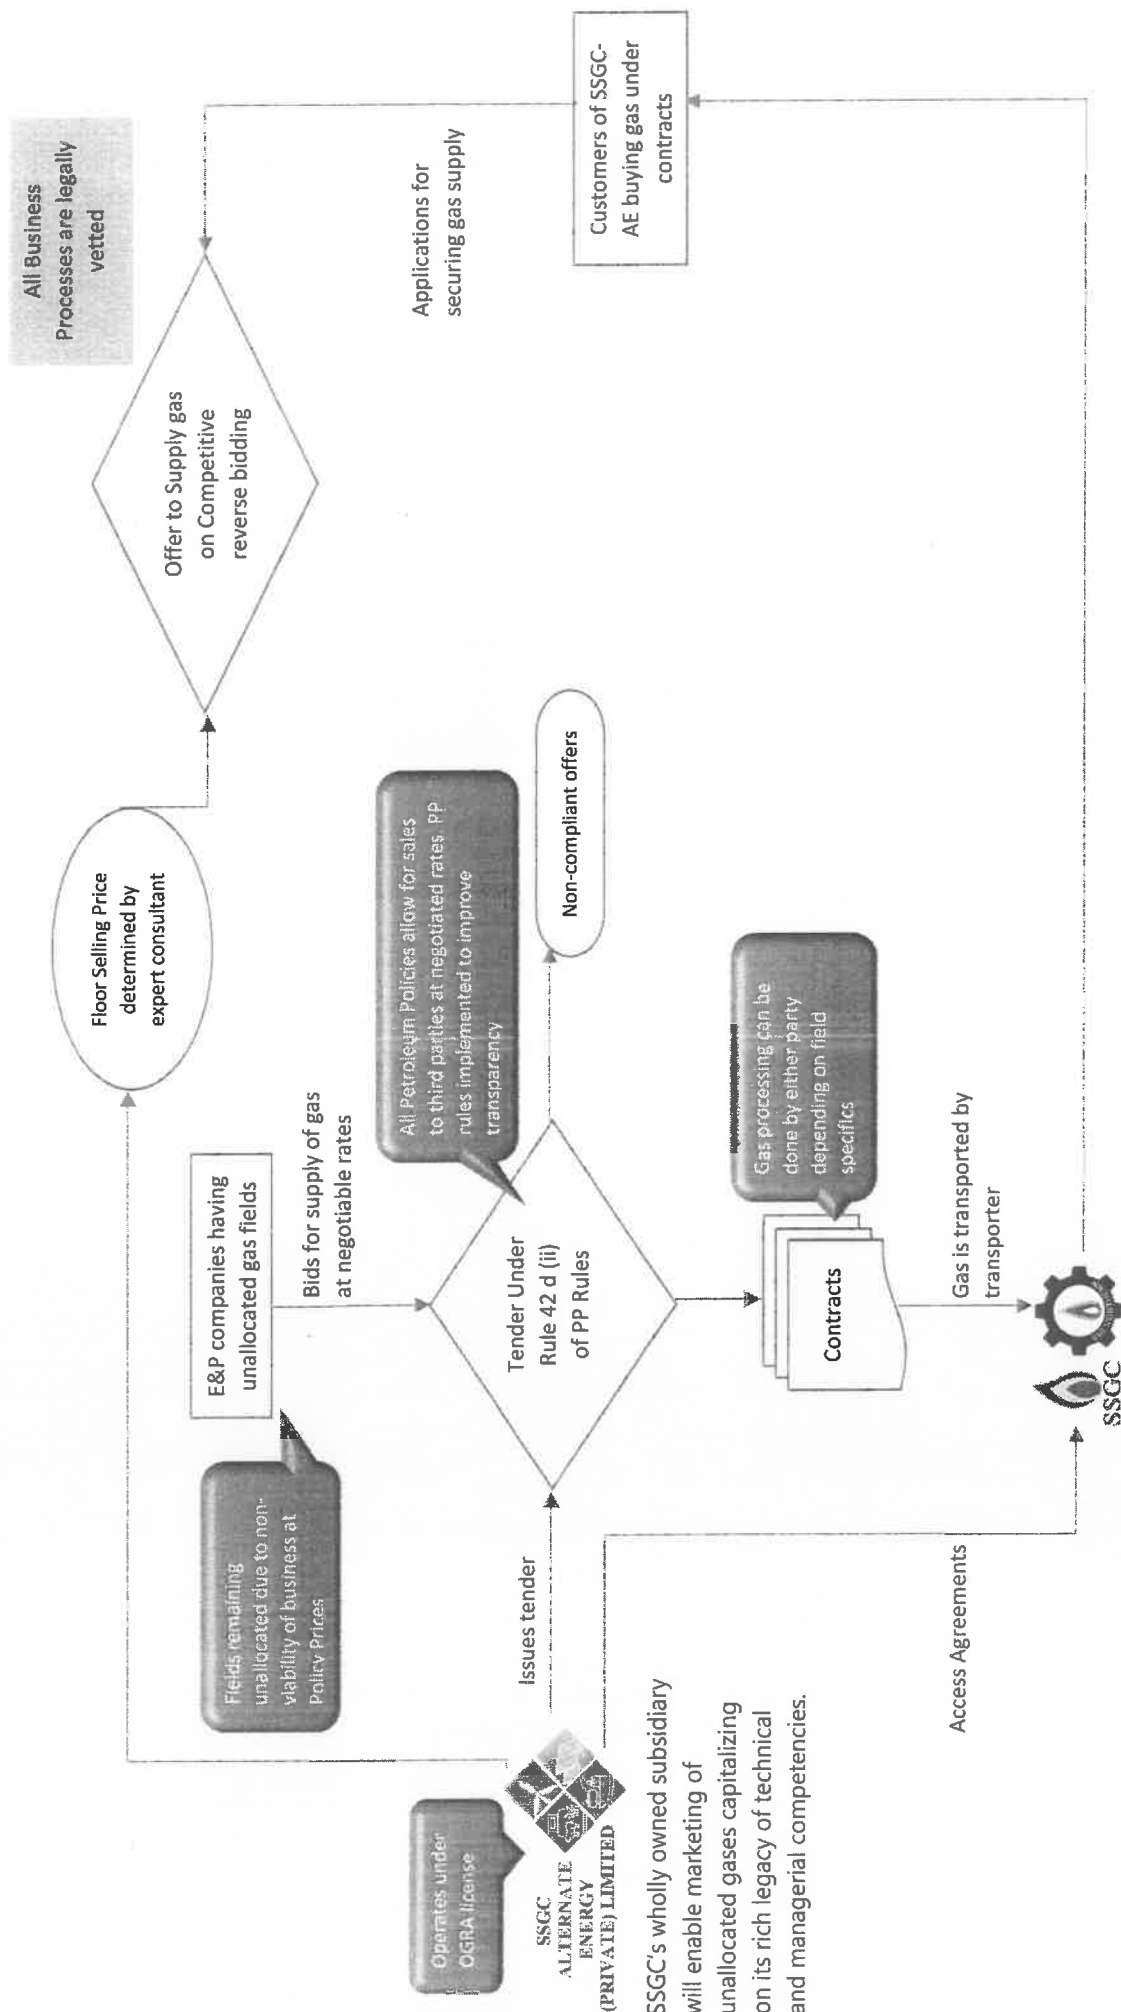 Operates under
OGRA license
SSGC
ALTERNATE
ENERGY
(PRIVATE) LIMITED
SSGC's wholly owned subsidiary
will enable marketing of
unallocated gases capitalizing
on its rich legacy of technical
and managerial competencies.
Fields remaining
unallocated due to non-
viability of business at
Policy Prices
E&P companies having
unallocated gas fields
Bids for supply of gas
at negotiable rates
Issues tender
Tender Under
Rule 42 d (ii)
of PP Rules
All Petroleum Policies allow for sales
to third parties at negotiated rates. PP
rules implemented to improve
transparency
Non-compliant offers
Contracts
Gas processing can be
done by either party
depending on field
specifics
Gas is transported by
transporter
Access Agreements
SSGC
Floor Selling Price
determined by
expert consultant
Offer to Supply gas
on Competitive
reverse bidding
All Business
Processes are legally
vetted
Applications for
securing gas supply
Customers of SSGC-
AE buying gas under
contracts